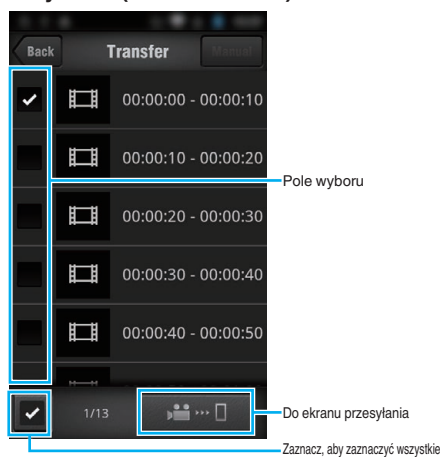 Back Transfer Manual
00:00:00 - 00:00:10
00:00:10 - 00:00:20
Pole wyboru
00:00:20 - 00:00:30
00:00:30 - 00:00:40
00:00:40 - 00:00:50
1/13
Do ekranu przesyłania
Zaznacz, aby zaznaczyć wszystkie